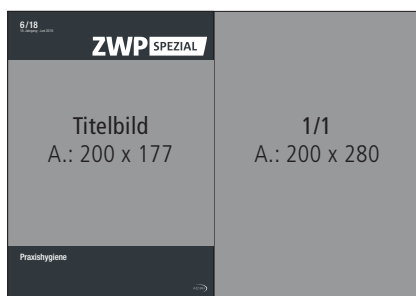 6/18
ZWP SPEZIAL
Titelbild
A.: 200 x 177
1/1
A.: 200 x 280
Praxishygiene